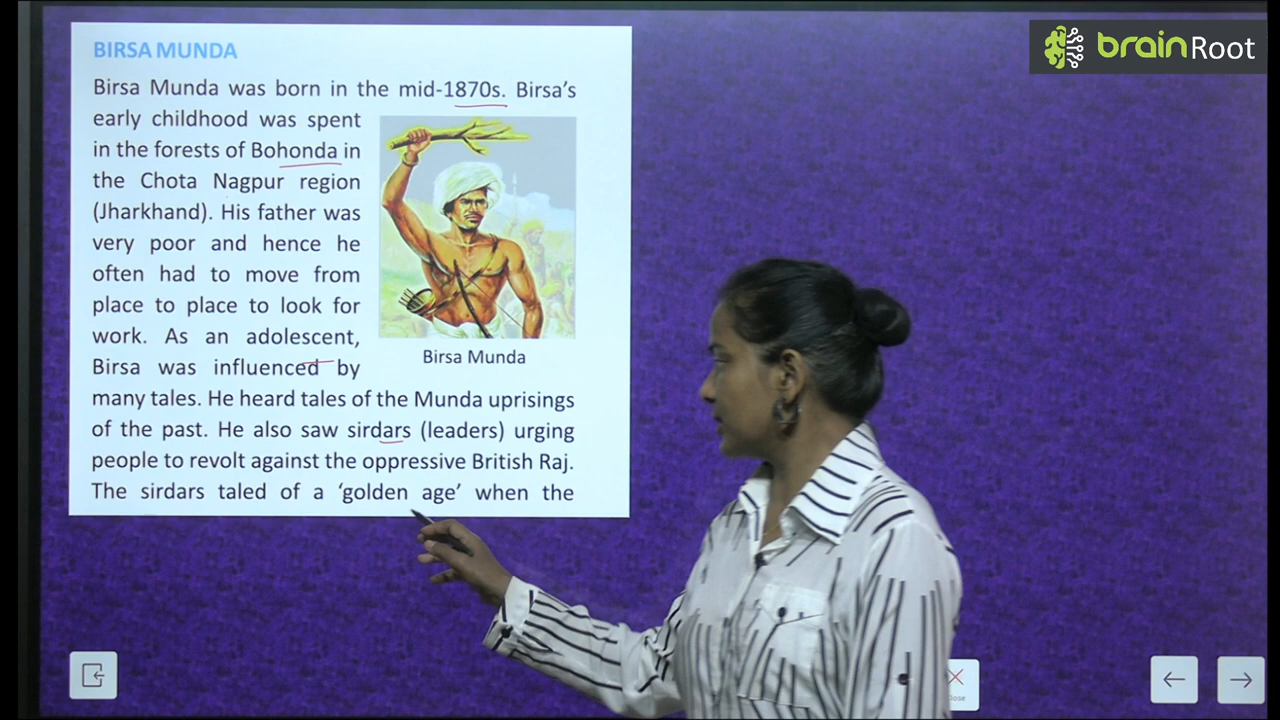 brainRoot
BIRSA MUNDA
Birsa Munda was born in the mid-1870s. Birsa's
early childhood was spent
in the forests of Bohonda in
the Chota Nagpur region
(Jharkhand). His father was
very poor and hence he
often had to move from
place to place to look for
work. As an adolescent,
Birsa was influenced by
Birsa Munda
many tales. He heard tales of the Munda uprisings
of the past. He also saw sirdars (leaders) urging
people to revolt against the oppressive British Raj.
The sirdars taled of a 'golden age' when the